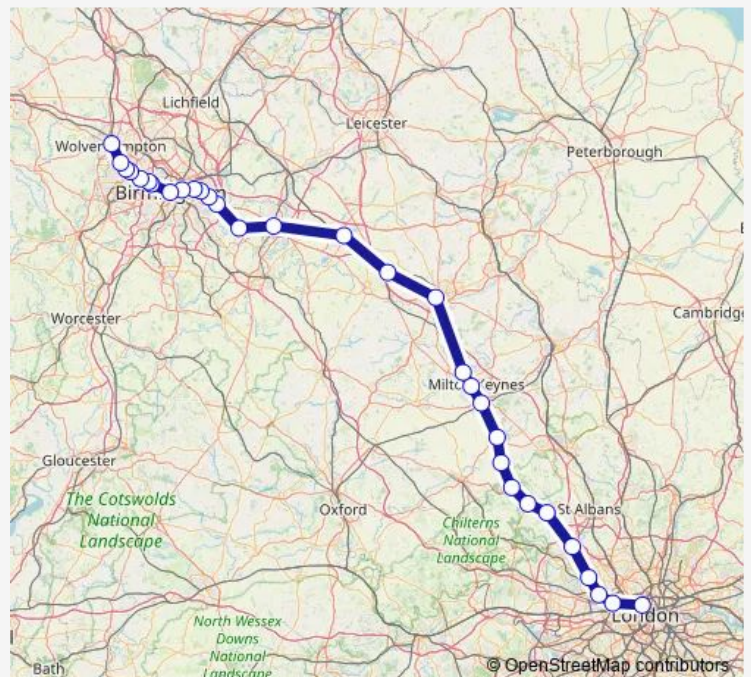 Lichfield
Leicester
Wolverhampton
Peterborough
Birm
Worcester
Cambridge
Milton Keynes
Gloucester
The Cotswolds
National
Landscape
Oxford
St Albans
Chilterns
National
Landscape
London
North Wessex
Downs
National
Landscape
Bath
© OpenStreetMap contributors